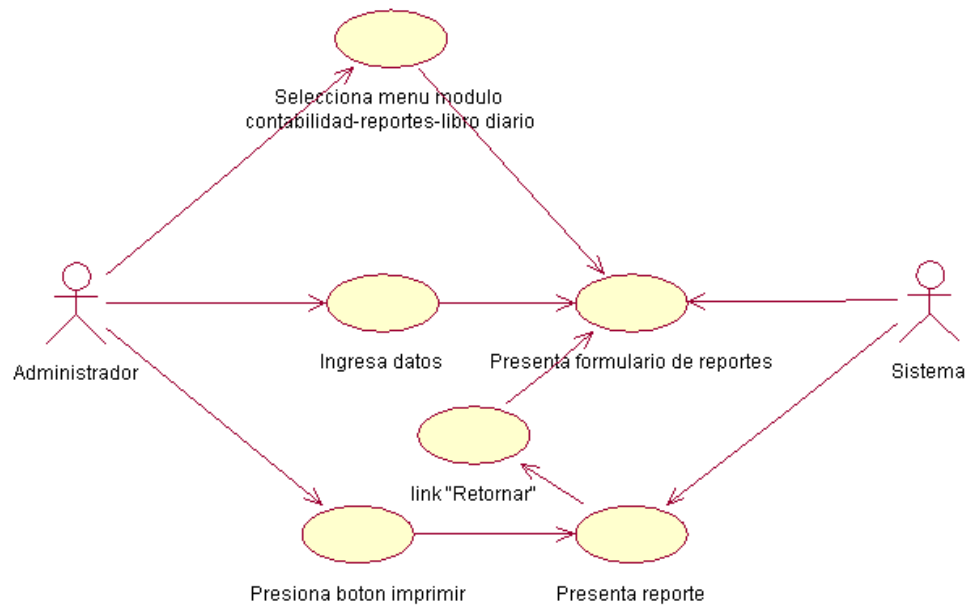 Selecciona menu modulo
contabilidad-reportes-libro diario
Administrador
Ingresa datos
Presenta formulario de reportes
Sistema
link "Retornar"
Presiona boton imprimir
Presenta reporte